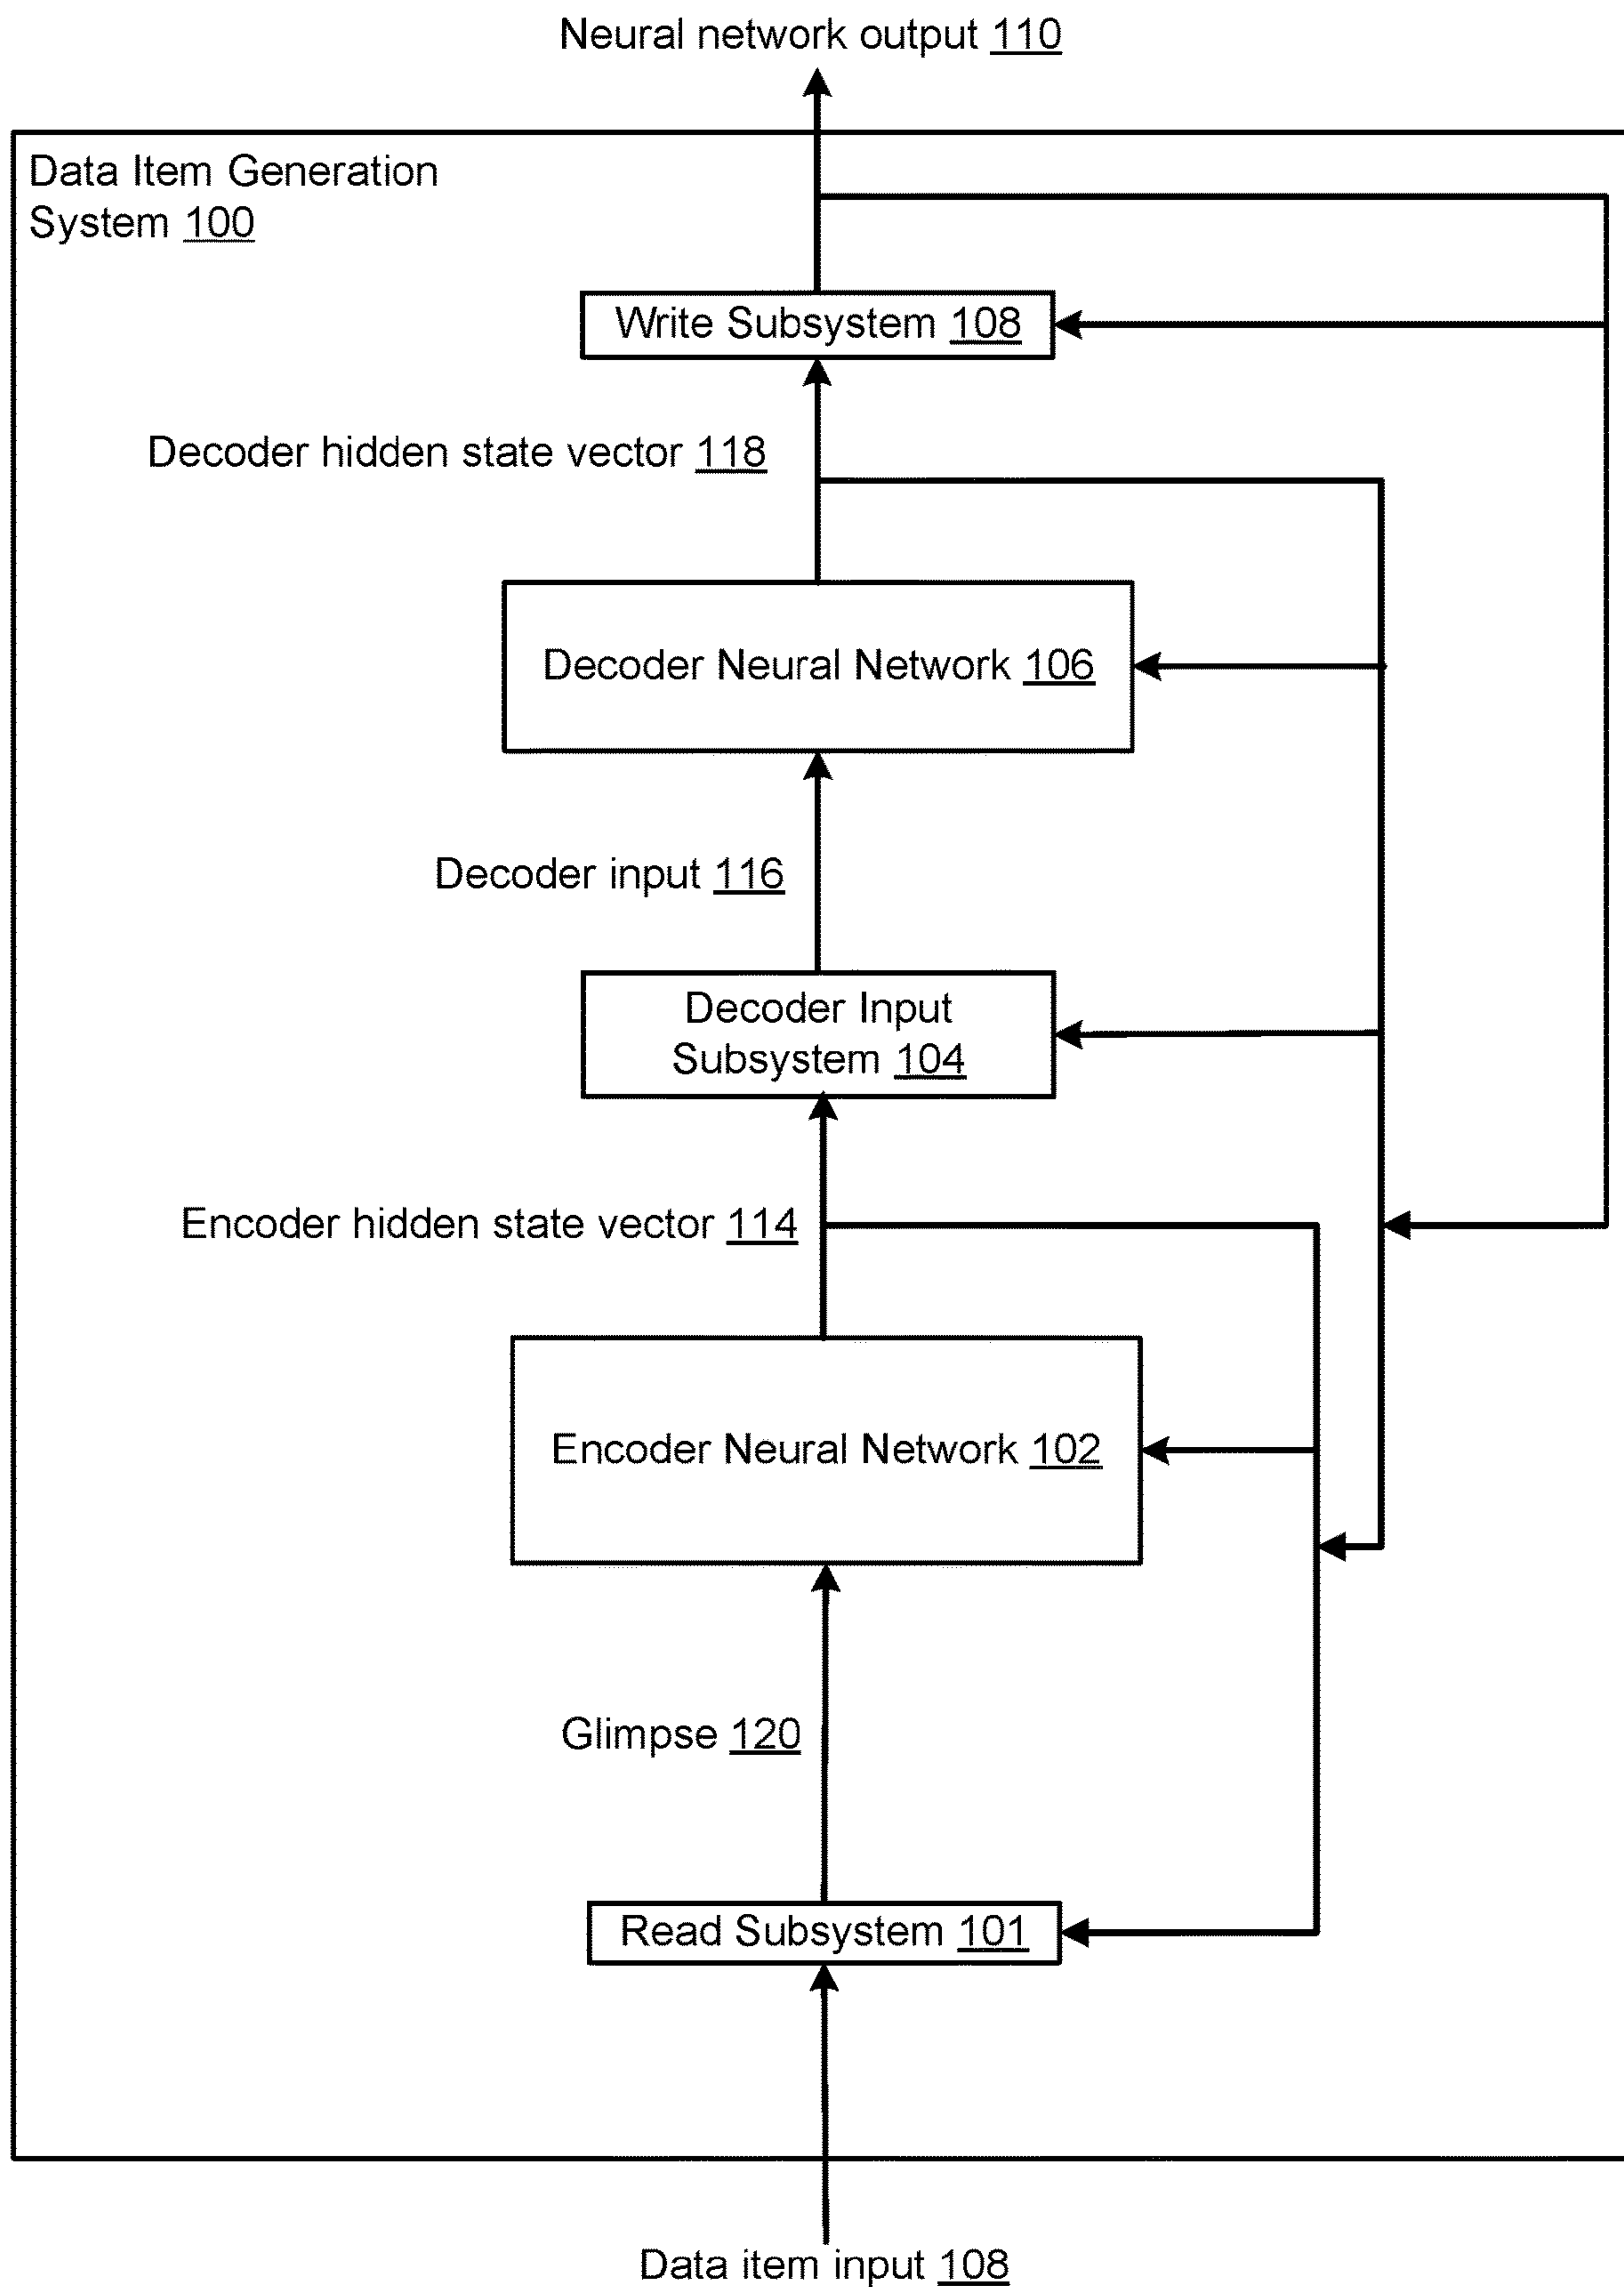 Neural network output 110
Data Item Generation
System 100
Write Subsystem 108
Decoder hidden state vector 118
Decoder Neural Network 106
Decoder input 116
Decoder Input
Subsystem 104
Encoder hidden state vector 114
Encoder Neural Network 102
Glimpse 120
Read Subsystem 101
Data item input 108